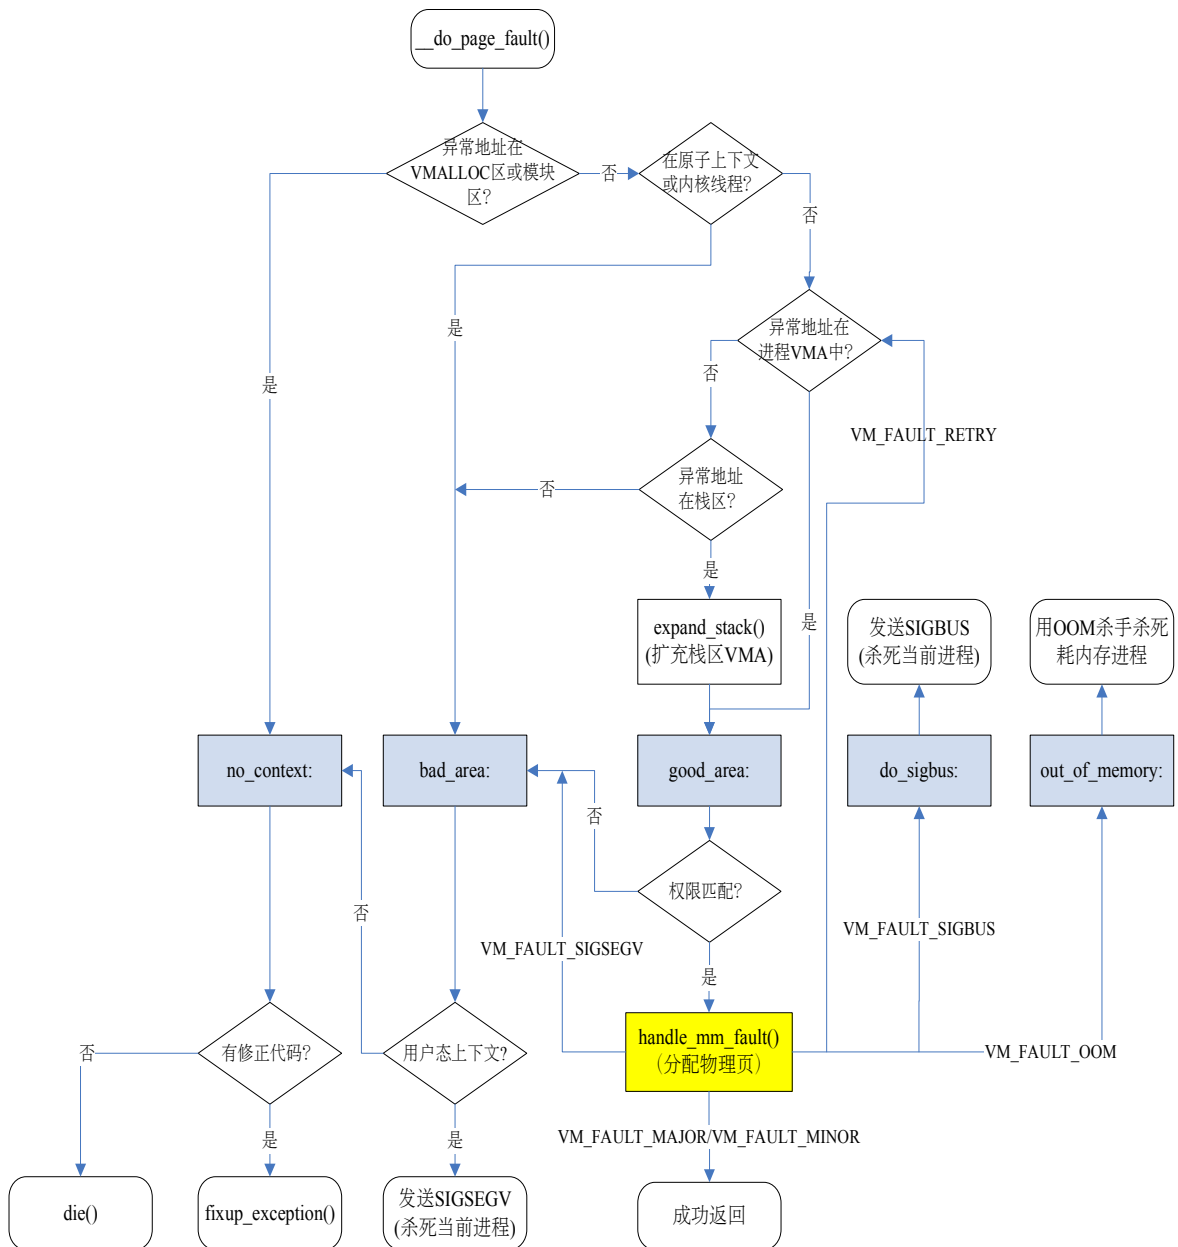 __do_page_fault()
异常地址在
VMALLOC区或模块
区?
否
在原子上下文
或内核线程?
否
是
是
异常地址在
进程VMA中?
否
VM_FAULT_RETRY
异常地址
在栈区?
否
是
是
expand_stack()
(扩充栈区VMA)
发送SIGBUS
(杀死当前进程)
用OOM杀手杀死
耗内存进程
no_context:
bad_area:
good_area:
do_sigbus:
out_of_memory:
否
权限匹配?
否
VM_FAULT_SIGSEGV
VM_FAULT_SIGBUS
是
有修正代码?
否
用户态上下文?
handle_mm_fault()
（分配物理页）
VM_FAULT_OOM
是
是
VM_FAULT_MAJOR/VM_FAULT_MINOR
die()
fixup_exception()
发送SIGSEGV
(杀死当前进程)
成功返回